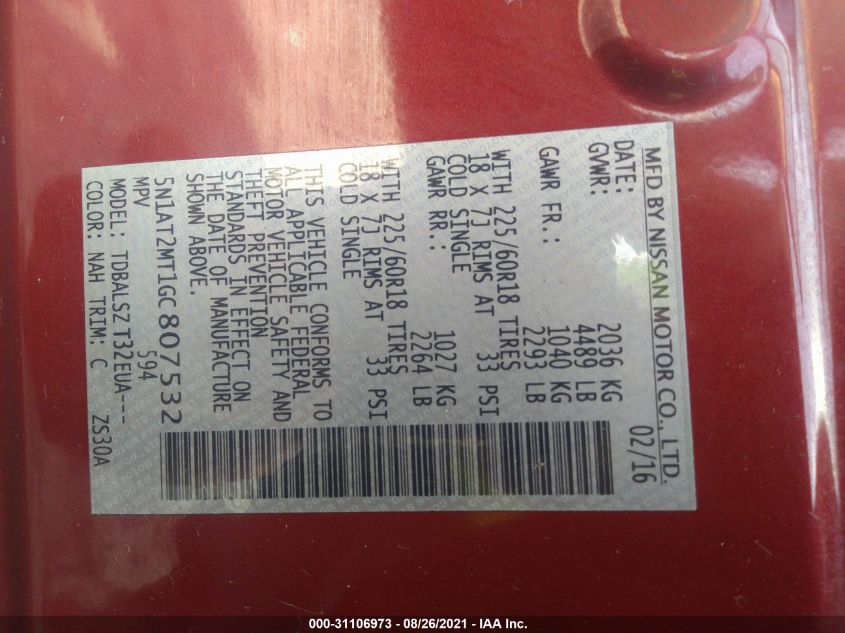 MFD BY NISSAN MOTOR CO., LTD.
DATE: 02/16
GVWR: 2036 KG
4489 LB
GAWR FR.: 1040 KG
2293 LB
WITH 225/60R18 TIRES
18 X 7J RIMS AT 33 PSI
COLD SINGLE
GAWR RR.: 1027 KG
2264 LB
WITH 225/60R18 TIRES
18 X 7J RIMS AT 33 PSI
COLD SINGLE
THIS VEHICLE CONFORMS TO
ALL APPLICABLE FEDERAL
MOTOR VEHICLE SAFETY AND
THEFT PREVENTION
STANDARDS IN EFFECT ON
THE DATE OF MANUFACTURE
SHOWN ABOVE.
5N1AT2MT1GC807532
MPV 594
MODEL: TDBALSZ T32EUA---
COLOR: NAH TRIM: C ZS30A
000-31106973 - 08/26/2021 - IAA Inc.